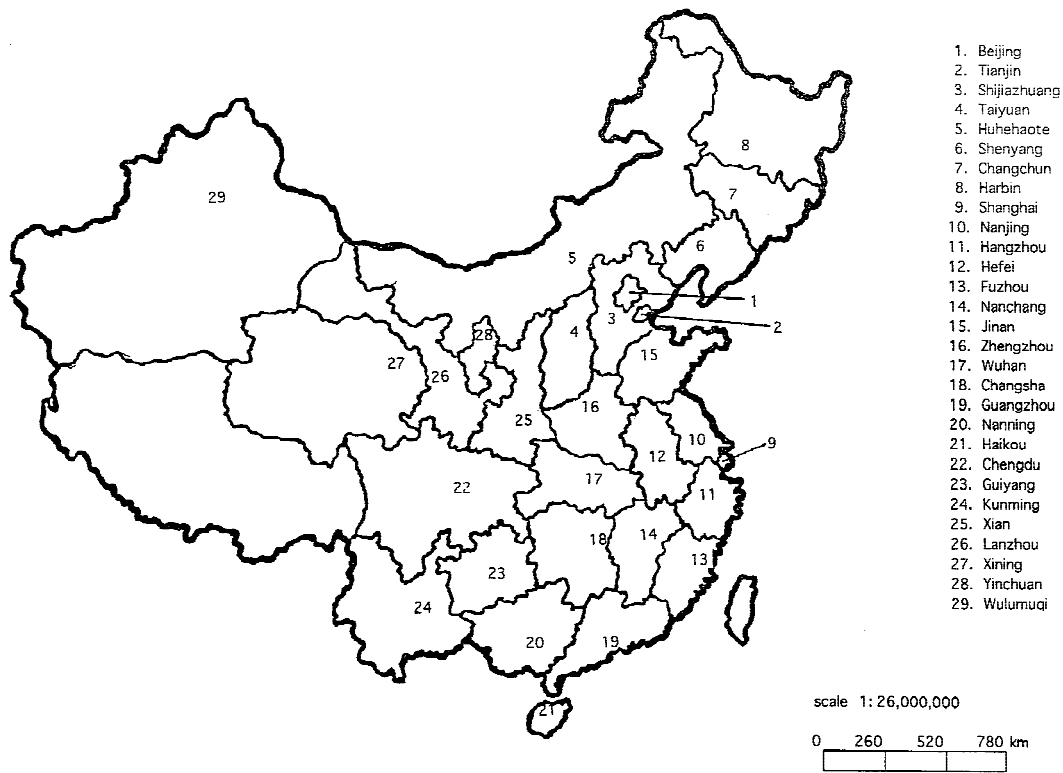 1. Beijing
2. Tianjin
3. Shijiazhuang
4. Taiyuan
5. Huhehaote
6. Shenyang
7. Changchun
8. Harbin
9. Shanghai
10. Nanjing
11. Hangzhou
12. Hefei
13. Fuzhou
14. Nanchang
15. Jinan
16. Zhengzhou
17. Wuhan
18. Changsha
19. Guangzhou
20. Nanning
21. Haikou
22. Chengdu
23. Guiyang
24. Kunming
25. Xian
26. Lanzhou
27. Xining
28. Yinchuan
29. Wulumuqi
8
29
7
6
5
1
3
2
4
28
15
27
26
16
25
10
9
12
17
22
11
18
14
13
23
24
20
19
21
scale 1: 26,000,000
0 260 520 780 km